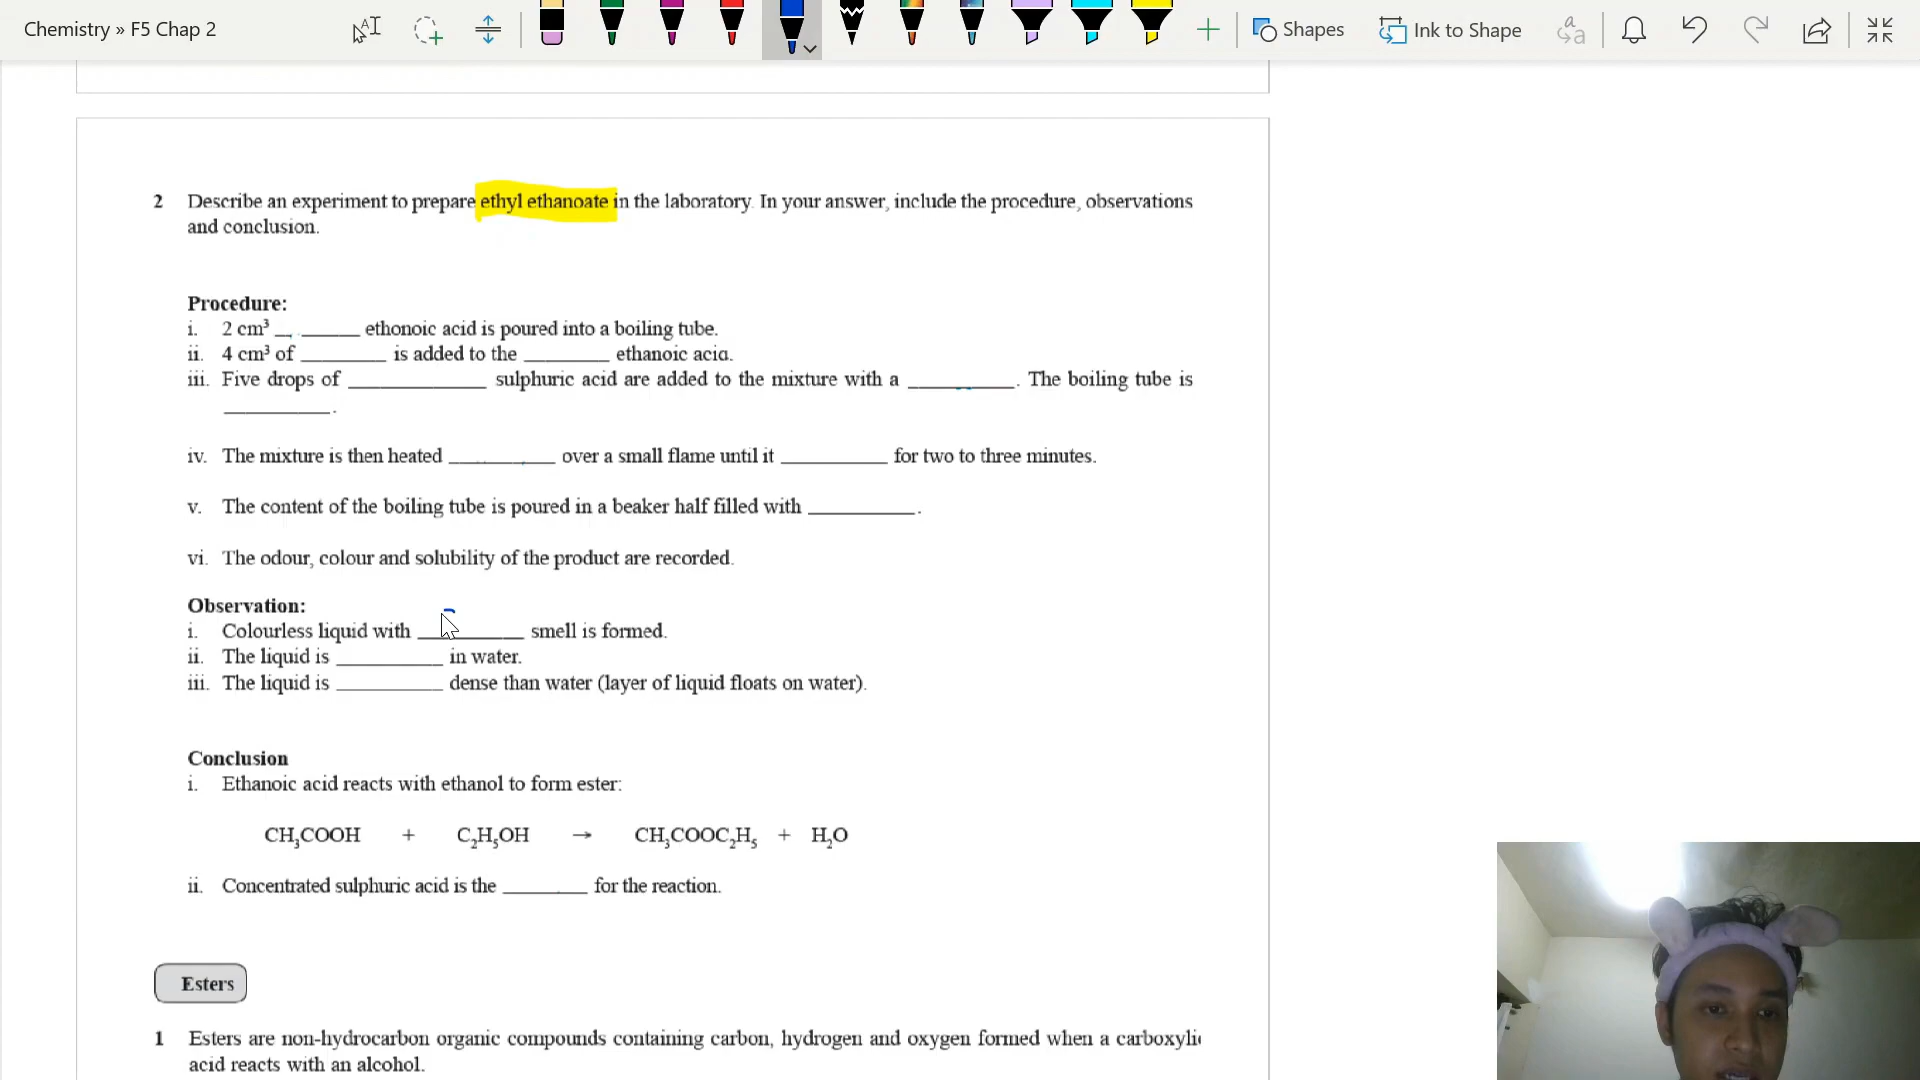 Chemistry » F5 Chap 2
Shapes
Ink to Shape
2 Describe an experiment to prepare ethyl ethanoate in the laboratory. In your answer, include the procedure, observations
and conclusion.
Procedure:
i. 2 cm³ __ ______ ethonoic acid is poured into a boiling tube.
ii. 4 cm³ of ________ is added to the ________ ethanoic acid.
iii. Five drops of _____________ sulphuric acid are added to the mixture with a __________. The boiling tube is
__________.
iv. The mixture is then heated __________ over a small flame until it __________ for two to three minutes.
v. The content of the boiling tube is poured in a beaker half filled with __________.
vi. The odour, colour and solubility of the product are recorded.
Observation:
i. Colourless liquid with __________ smell is formed.
ii. The liquid is __________ in water.
iii. The liquid is __________ dense than water (layer of liquid floats on water).
Conclusion
i. Ethanoic acid reacts with ethanol to form ester:
CH₃COOH + C₂H₅OH → CH₃COOC₂H₅ + H₂O
ii. Concentrated sulphuric acid is the ________ for the reaction.
Esters
1 Esters are non-hydrocarbon organic compounds containing carbon, hydrogen and oxygen formed when a carboxyli
acid reacts with an alcohol.